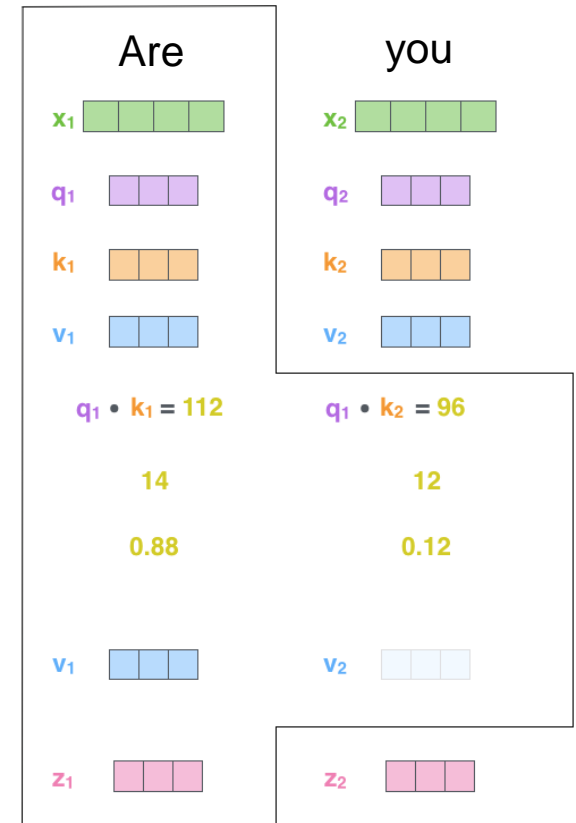 Are you
x₁ x₂
q₁ q₂
k₁ k₂
v₁ v₂
q₁ • k₁ = 112 q₁ • k₂ = 96
14 12
0.88 0.12
v₁ v₂
z₁ z₂